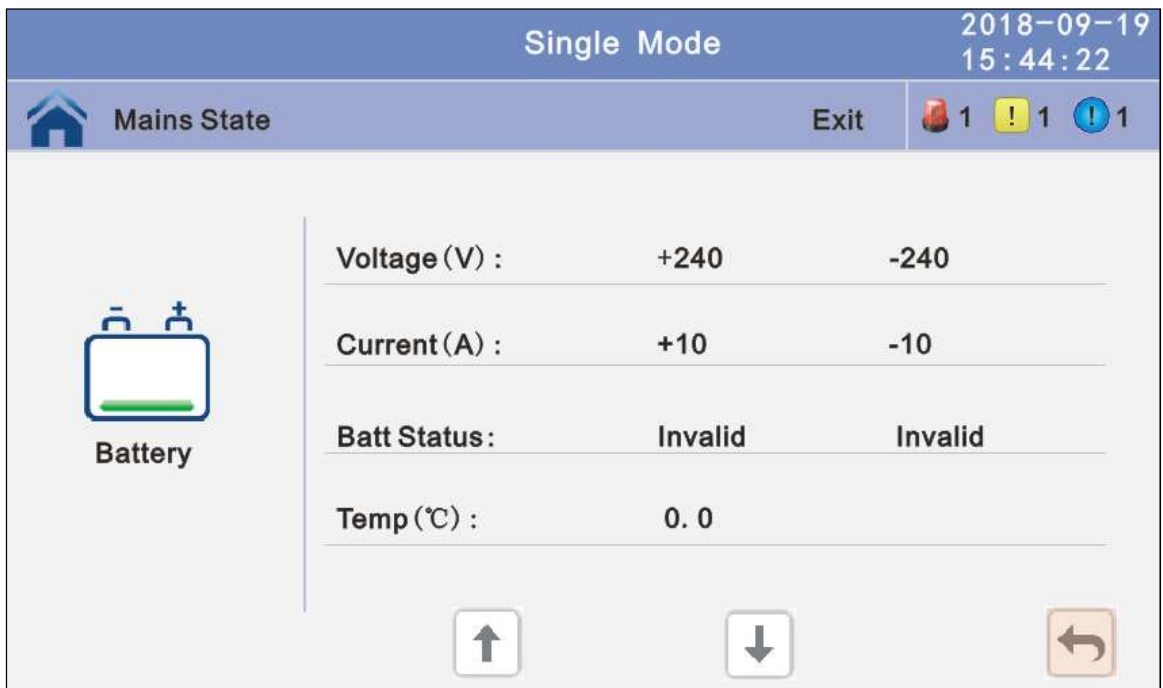 Single Mode
2018-09-19
15:44:22
Mains State Exit 1 ! 1 ! 1
Voltage(V): +240 -240
Current(A): +10 -10
Batt Status: Invalid Invalid
Battery
Temp(℃): 0.0